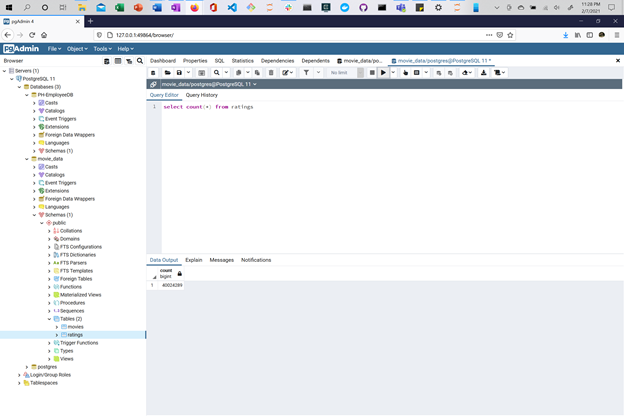 11:28 PM
2/1/2021
pgAdmin 4
127.0.0.1:49864/browser/
pgAdmin File Object Tools Help
Browser
Dashboard Properties SQL Statistics Dependencies Dependents movie_data/po... movie_data/postgres@PostgreSQL 11 *
Servers (1)
PostgreSQL 11
Databases (3)
PH-EmployeeDB
Casts
Catalogs
Event Triggers
Extensions
Foreign Data Wrappers
Languages
Schemas (1)
movie_data
Casts
Catalogs
Event Triggers
Extensions
Foreign Data Wrappers
Languages
Schemas (1)
public
Collations
Domains
FTS Configurations
FTS Dictionaries
FTS Parsers
FTS Templates
Foreign Tables
Functions
Materialized Views
Procedures
Sequences
Tables (2)
movies
ratings
Trigger Functions
Types
Views
postgres
Login/Group Roles
Tablespaces
No limit
movie_data/postgres@PostgreSQL 11
Query Editor Query History
1 select count(*) from ratings
Data Output Explain Messages Notifications
count
bigint
1 40024289